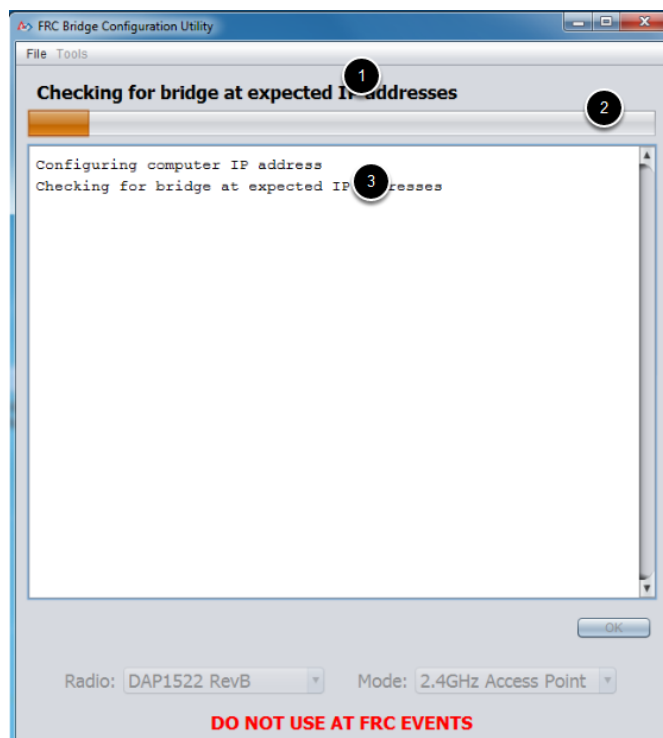 FRC Bridge Configuration Utility
File Tools
1
Checking for bridge at expected IP addresses
2
Configuring computer IP address
Checking for bridge at expected IP addresses
3
OK
Radio: DAP1522 RevB Mode: 2.4GHz Access Point
DO NOT USE AT FRC EVENTS